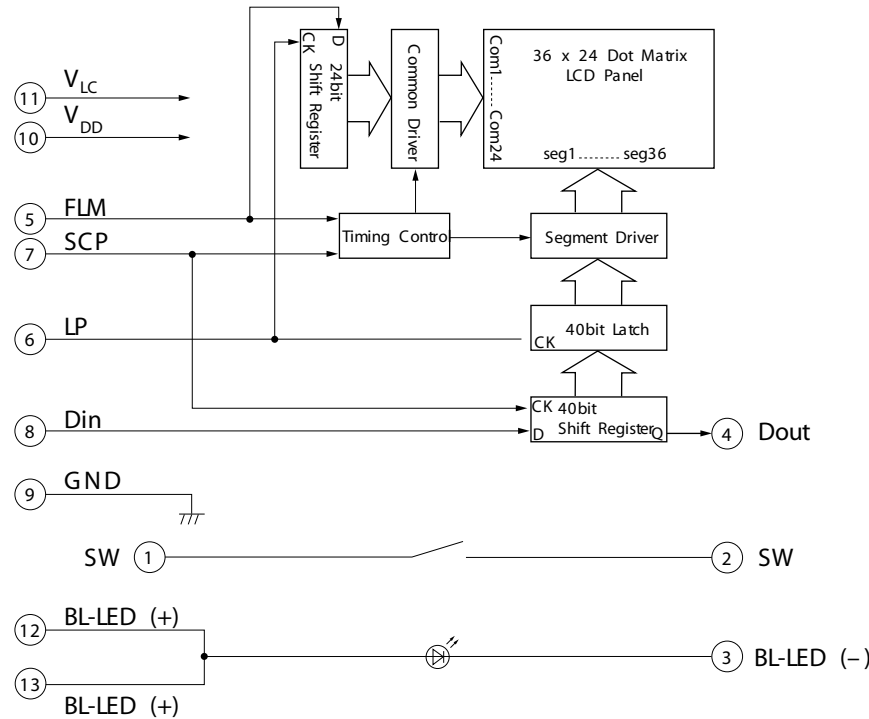 D
CK
24bit
Shift Register
Common Driver
Com1........Com24
36 x 24 Dot Matrix
LCD Panel
seg1........ seg36
11
VLC
10
VDD
5
FLM
7
SCP
Timing Control
Segment Driver
6
LP
40bit Latch
CK
8
Din
CK 40bit
D Shift Register Q
4
Dout
9
GND
SW
1
2
SW
12
BL-LED (+)
3
BL-LED (−)
13
BL-LED (+)